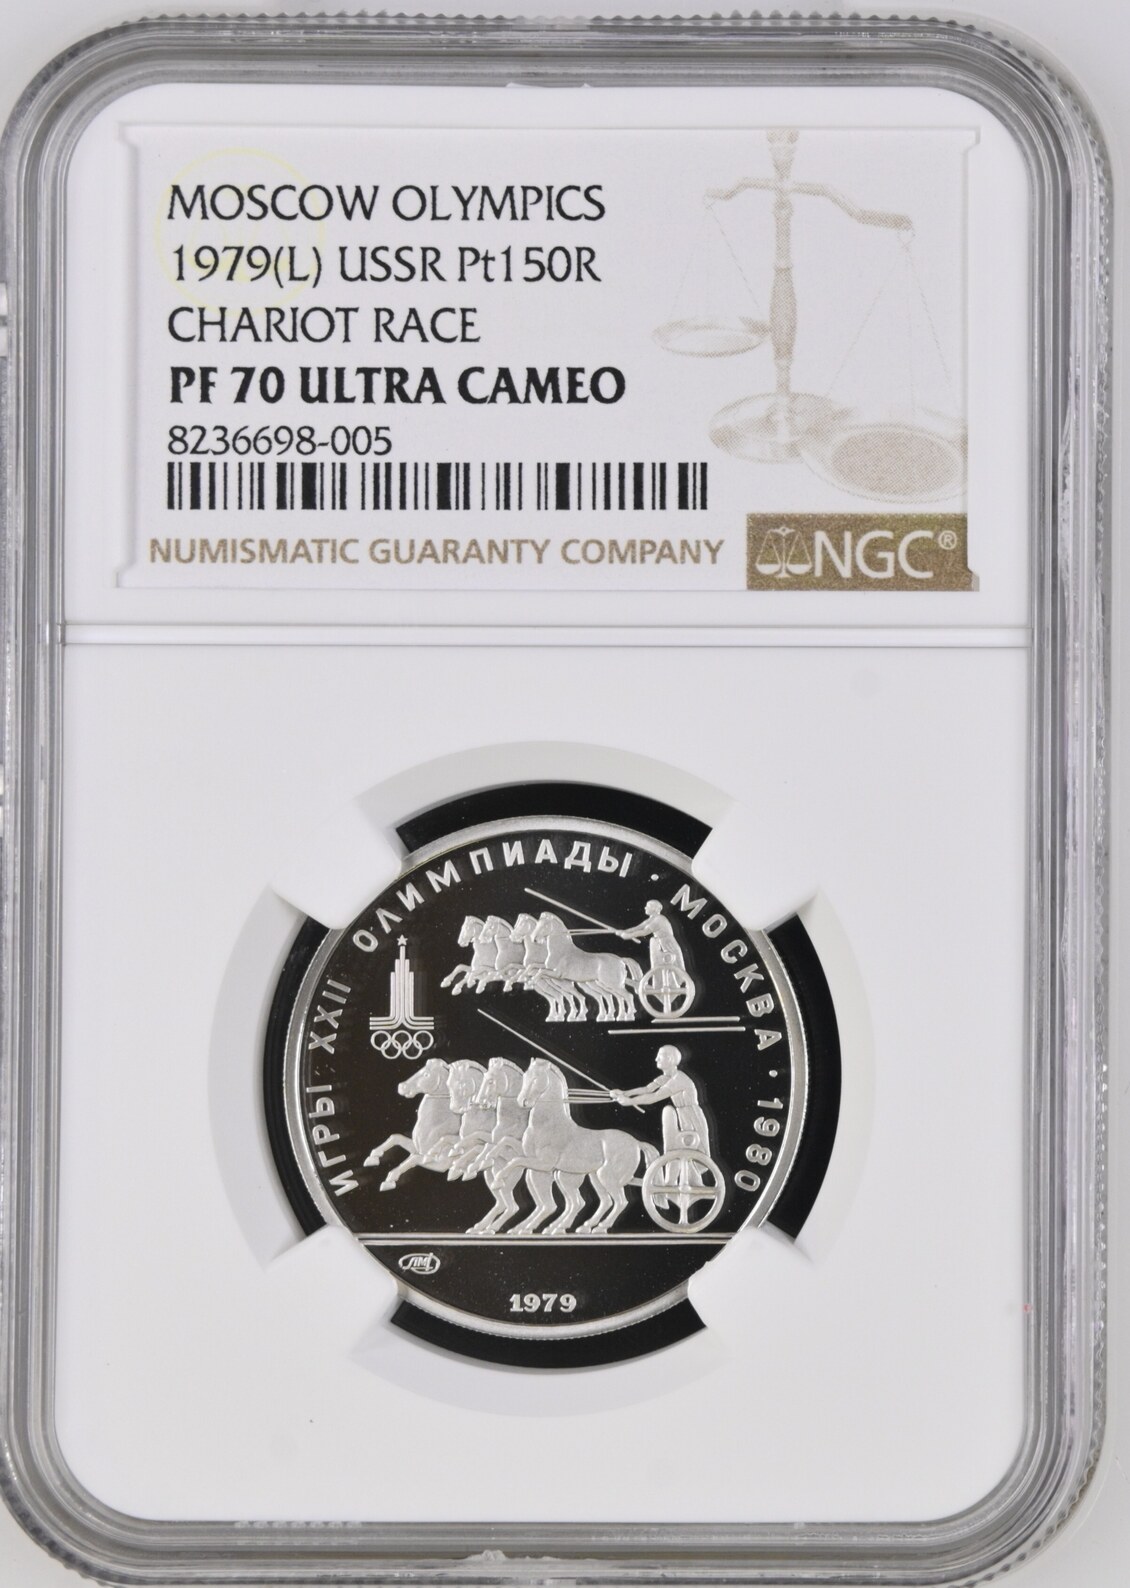 MOSCOW OLYMPICS
1979(L) USSR Pt150R
CHARIOT RACE
PF 70 ULTRA CAMEO
8236698-005
NUMISMATIC GUARANTY COMPANY
NGC®
ИГРЫ XXII ОЛИМПИАДЫ · МОСКВА · 1980
ЛМД
1979